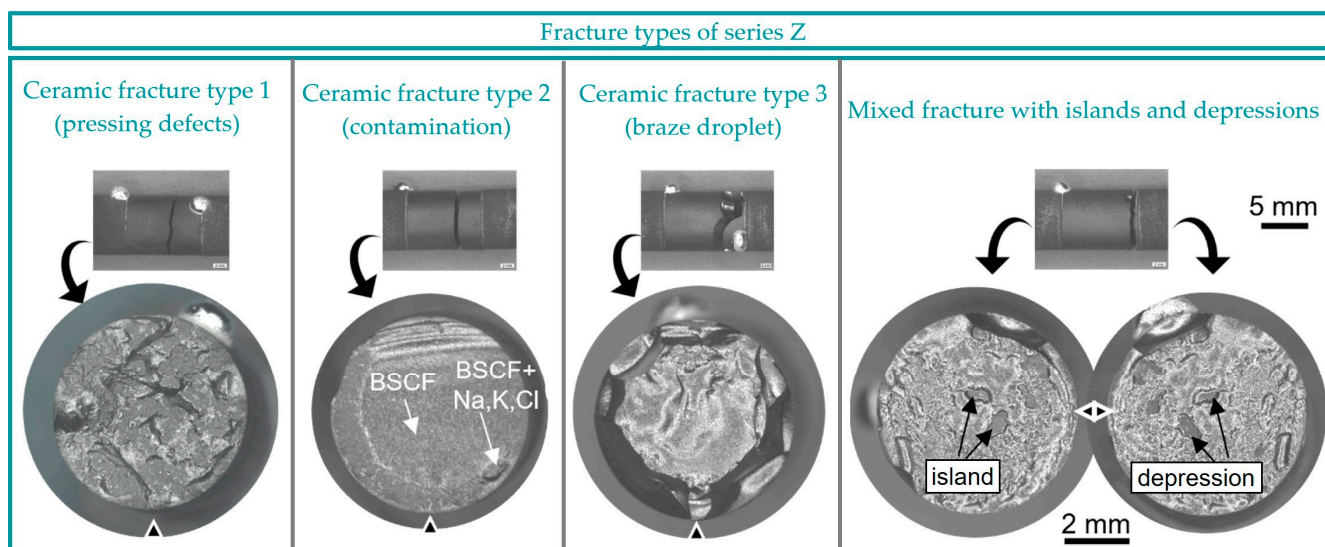 Fracture types of series Z
Ceramic fracture type 1
(pressing defects)
Ceramic fracture type 2
(contamination)
Ceramic fracture type 3
(braze droplet)
Mixed fracture with islands and depressions
5 mm
BSCF
BSCF+
Na,K,Cl
island
depression
2 mm